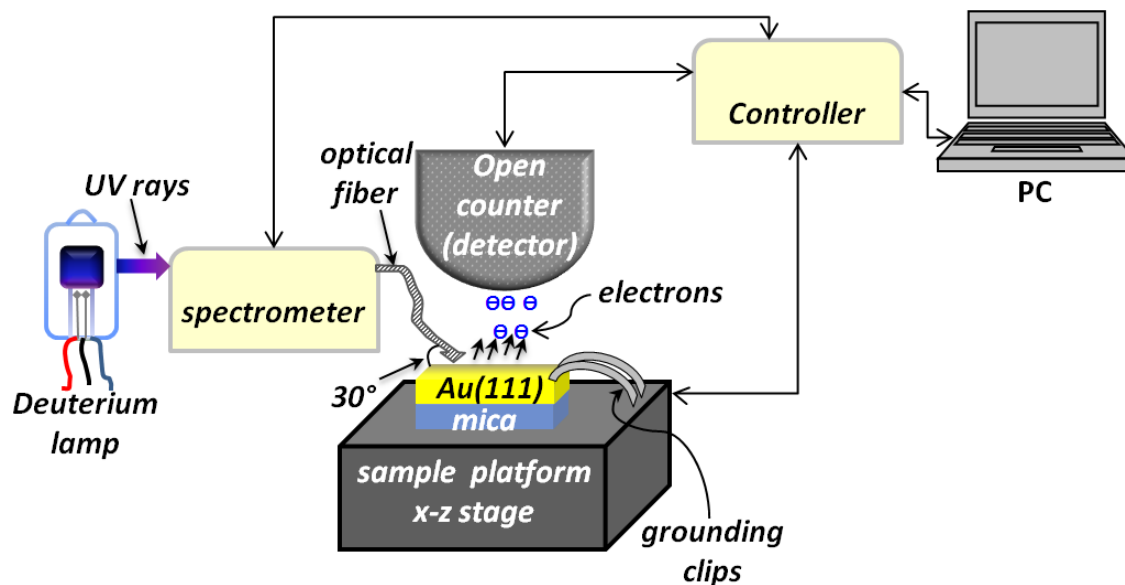 UV rays
optical
fiber
Open
counter
(detector)
Controller
PC
spectrometer
electrons
30°
Au(111)
mica
Deuterium
lamp
sample platform
x-z stage
grounding
clips
⊖⊖ ⊖
⊖ ⊖